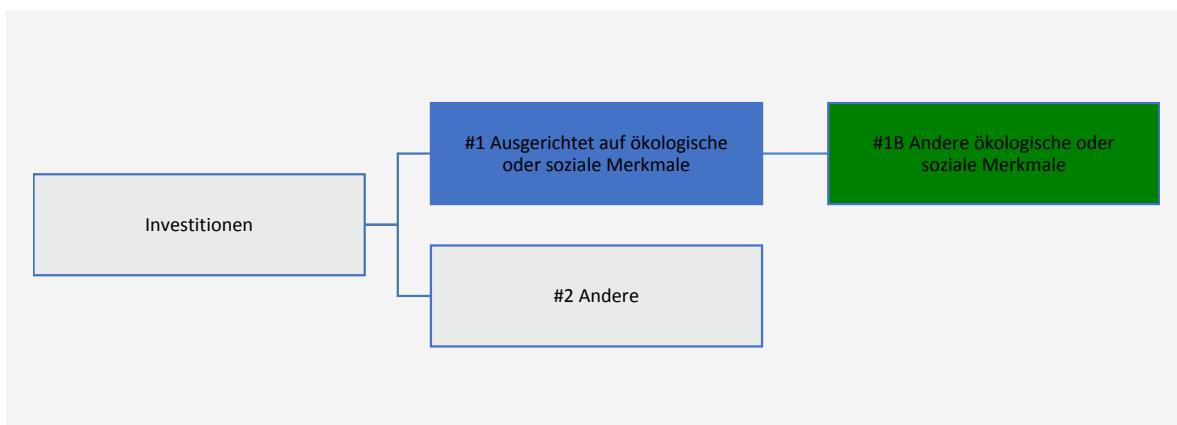 #1 Ausgerichtet auf ökologische
oder soziale Merkmale
#1B Andere ökologische oder
soziale Merkmale
Investitionen
#2 Andere